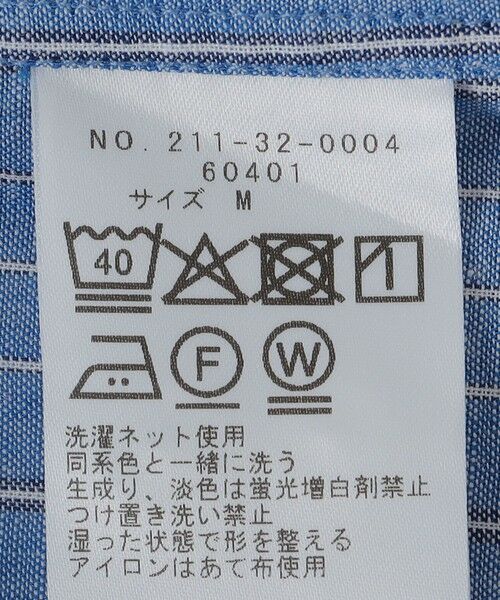 NO. 211-32-0004
60401
サイズ M
40
F W
洗濯ネット使用
同系色と一緒に洗う
生成り、淡色は蛍光増白剤禁止
つけ置き洗い禁止
湿った状態で形を整える
アイロンはあて布使用